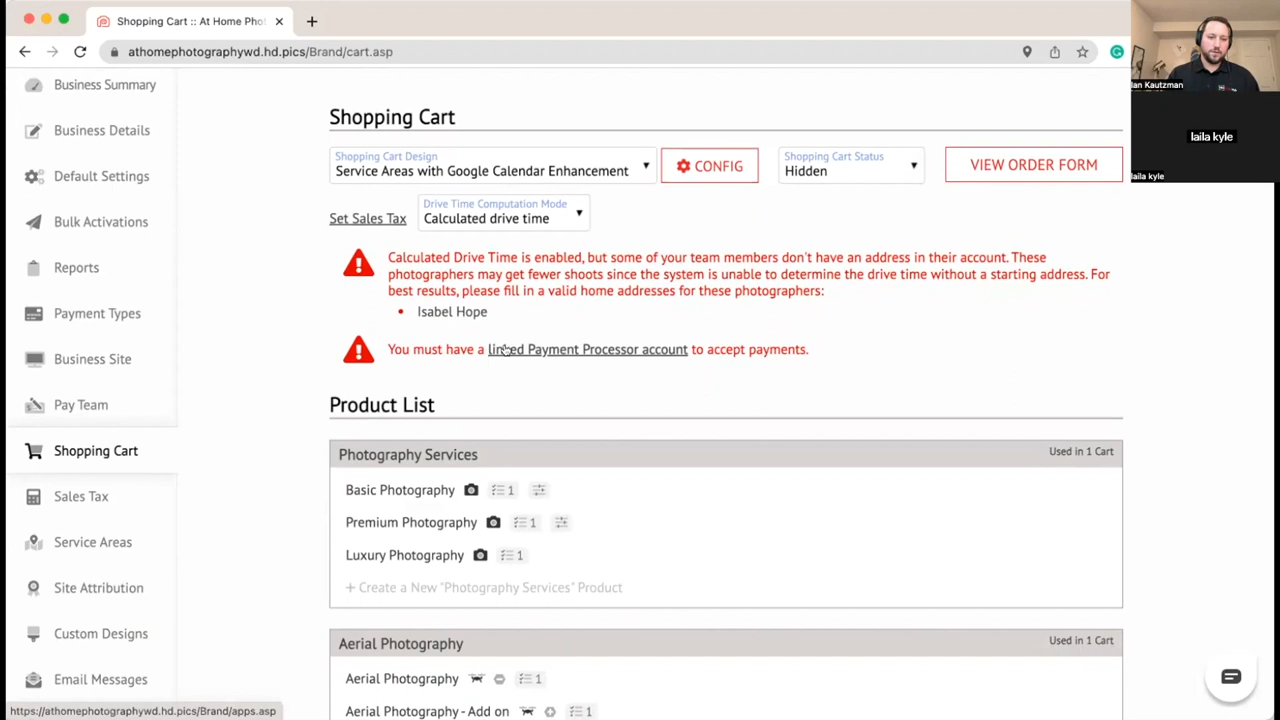 Shopping Cart :: At Home Phot
athomephotographywd.hd.pics/Brand/cart.asp
Ian Kautzman
laila kyle
laila kyle
Business Summary
Business Details
Default Settings
Bulk Activations
Reports
Payment Types
Business Site
Pay Team
Shopping Cart
Sales Tax
Service Areas
Site Attribution
Custom Designs
Email Messages
Shopping Cart
Shopping Cart Design
Service Areas with Google Calendar Enhancement
CONFIG
Shopping Cart Status
Hidden
VIEW ORDER FORM
Set Sales Tax
Drive Time Computation Mode
Calculated drive time
Calculated Drive Time is enabled, but some of your team members don't have an address in their account. These
photographers may get fewer shoots since the system is unable to determine the drive time without a starting address. For
best results, please fill in a valid home addresses for these photographers:
• Isabel Hope
You must have a linked Payment Processor account to accept payments.
Product List
Photography Services
Used in 1 Cart
Basic Photography 1
Premium Photography 1
Luxury Photography 1
+ Create a New "Photography Services" Product
Aerial Photography
Used in 1 Cart
Aerial Photography 1
Aerial Photography - Add on 1
https://athomephotographywd.hd.pics/Brand/apps.asp